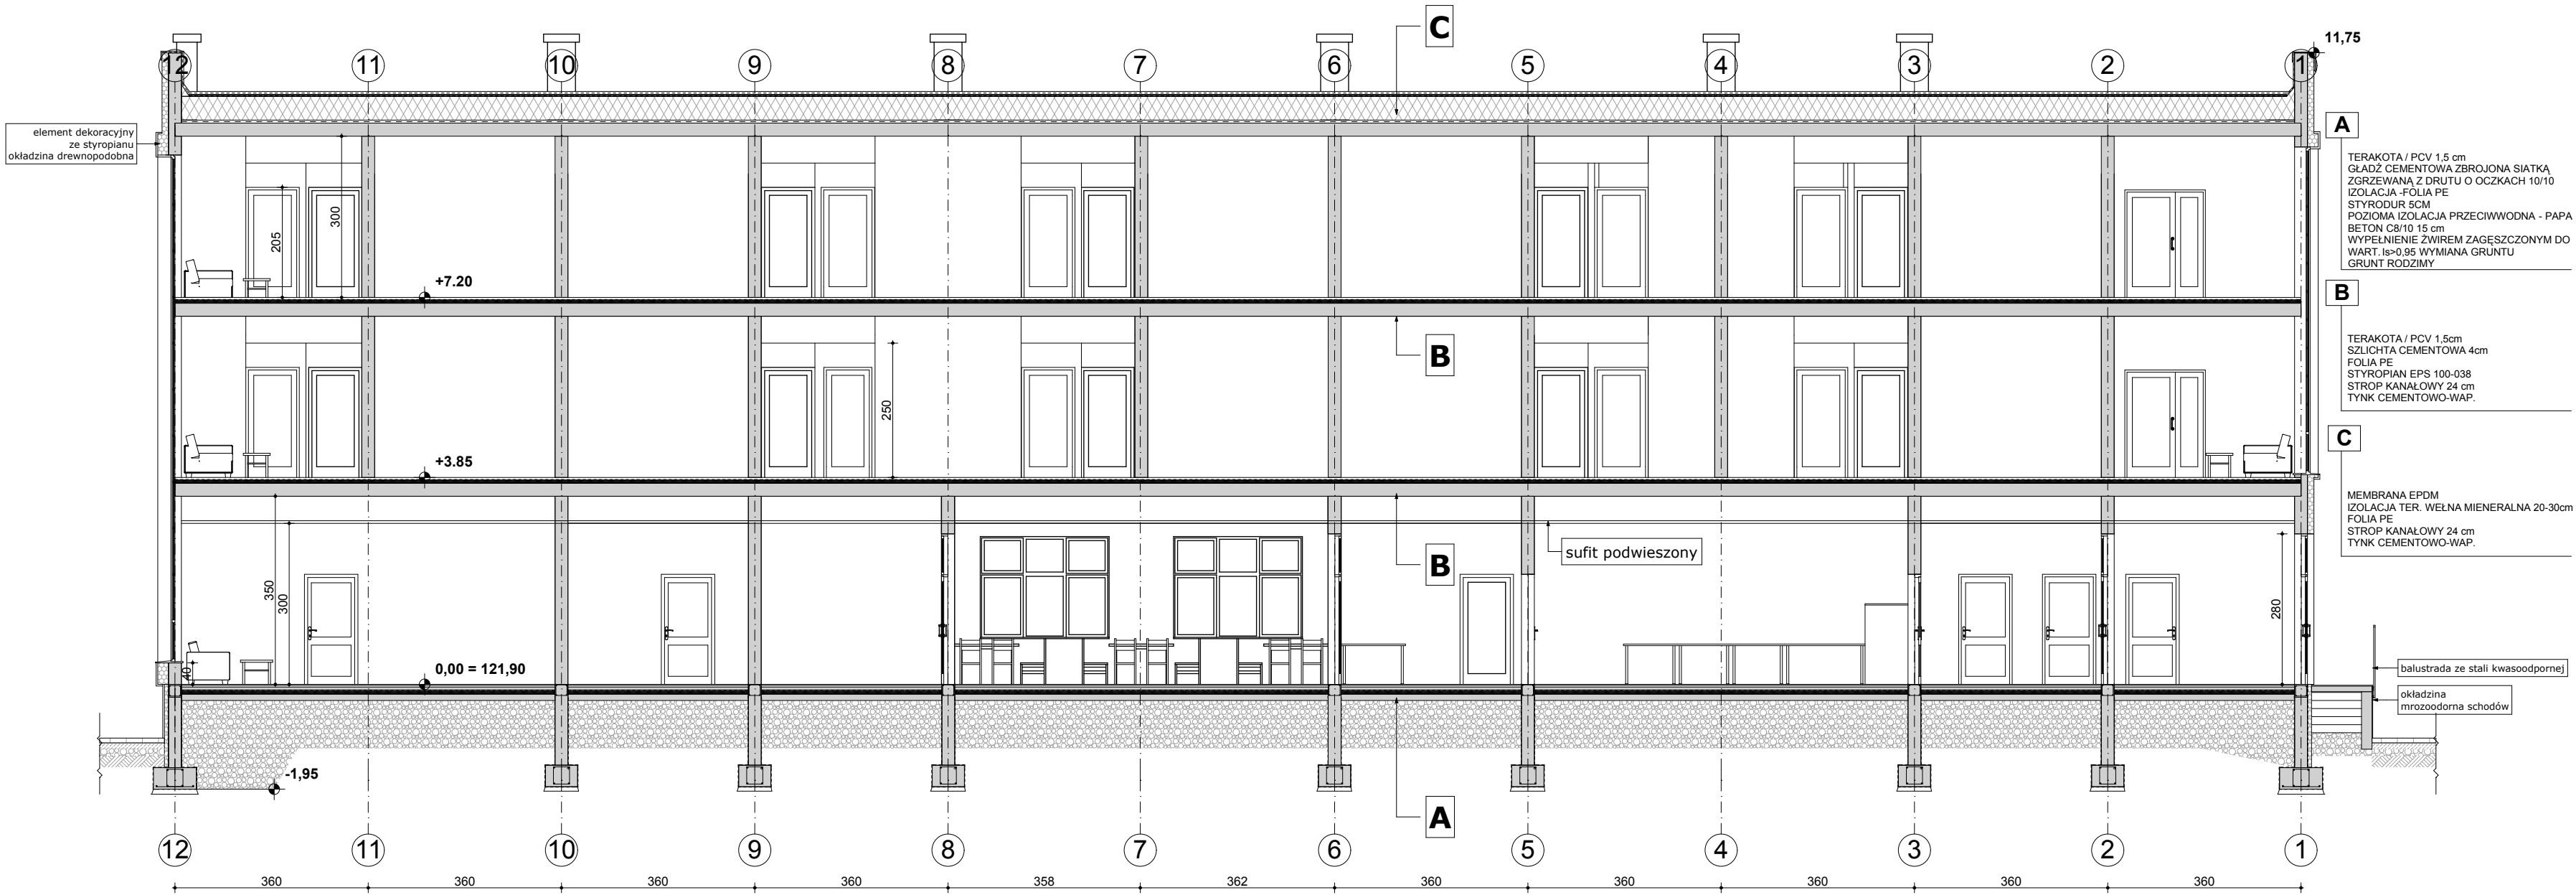 C
11,75
12 11 10 9 8 7 6 5 4 3 2 1
element dekoracyjny
ze styropianu
okładzina drewnopodobna
A
TERAKOTA / PCV 1,5 cm
GŁADŹ CEMENTOWA ZBROJONA SIATKĄ
ZGRZEWANĄ Z DRUTU O OCZKACH 10/10
IZOLACJA -FOLIA PE
STYRODUR 5CM
POZIOMA IZOLACJA PRZECIWWODNA - PAPA
BETON C8/10 15 cm
WYPEŁNIENIE ŻWIREM ZAGĘSZCZONYM DO
WART. Is>0,95 WYMIANA GRUNTU
GRUNT RODZIMY
205
300
+7.20
B
TERAKOTA / PCV 1,5cm
SZLICHTA CEMENTOWA 4cm
FOLIA PE
STYROPIAN EPS 100-038
STROP KANAŁOWY 24 cm
TYNK CEMENTOWO-WAP.
B
250
+3.85
C
MEMBRANA EPDM
IZOLACJA TER. WEŁNA MIENERALNA 20-30cm
FOLIA PE
STROP KANAŁOWY 24 cm
TYNK CEMENTOWO-WAP.
sufit podwieszony
B
350
300
280
40
0,00 = 121,90
balustrada ze stali kwasoodpornej
okładzina
mrozoodorna schodów
-1,95
A
12 11 10 9 8 7 6 5 4 3 2 1
360 360 360 360 358 362 360 360 360 360 360